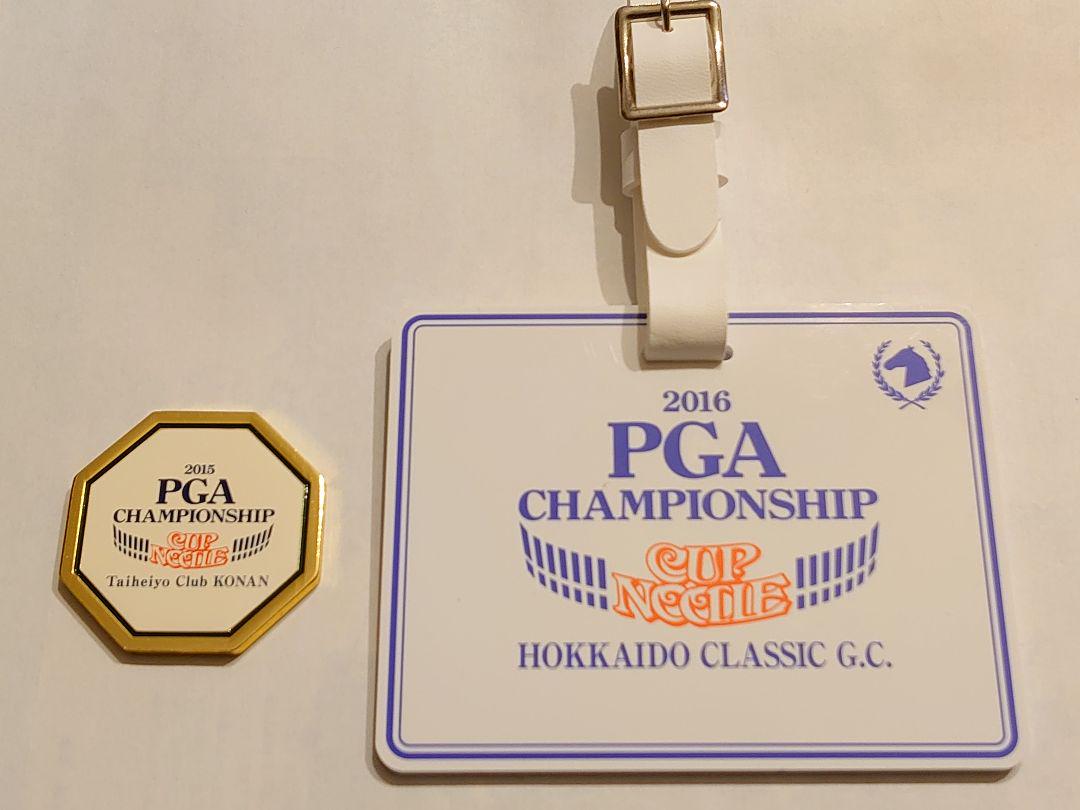 2015
PGA
CHAMPIONSHIP
CUP
NOODLE
Taiheiyo Club KONAN
2016
PGA
CHAMPIONSHIP
CUP
NOODLE
HOKKAIDO CLASSIC G.C.